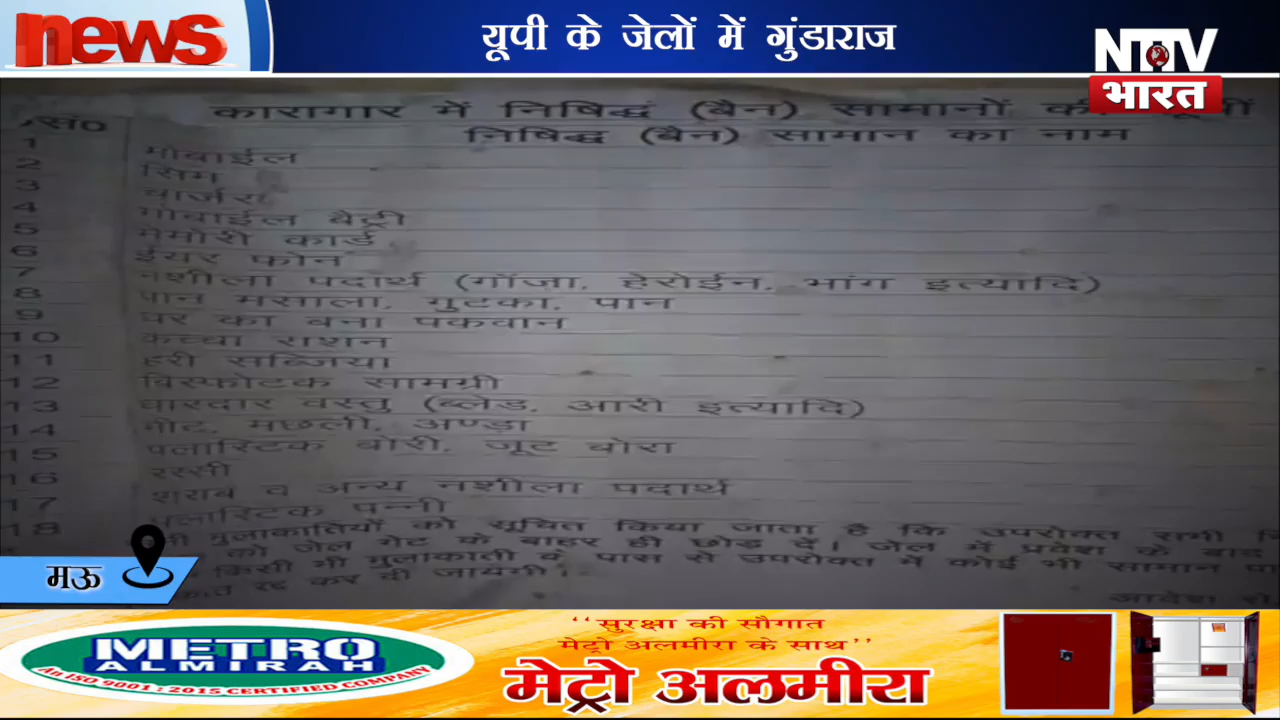 news
यूपी के जेलों में गुंडाराज
NTTV
भारत
कारागार में निषिद्ध (बैन) सामानों की
सं0 निषिद्ध (बैन) सामान का नाम
1 मोबाईल
2 सिम
3 चार्जर
4 मोबाईल बैट्री
5 मेमोरी कार्ड
6 ईयर फोन
7 नशीला पदार्थ (गॉजा, हेरोईन, भांग इत्यादि)
8 पान मसाला, गुटका, पान
9 घर का बना पकवान
10 कच्चा राशन
11 हरी सब्जिया
12 विस्फोटक सामग्री
13 धारदार वस्तु (ब्लेड, आरी इत्यादि)
14 मीट, मछली, अण्डा
15 प्लास्टिक बोरी, जूट बोरा
16 रस्सी
17 शराब व अन्य नशीला पदार्थ
18 प्लास्टिक पन्नी
मुलाकातियों को सूचित किया जाता है कि उपरोक्त सभी
को जेल गेट के बाहर ही छोड़ दें। जेल में प्रवेश के बाद
किसी भी मुलाकाती के पास से उपरोक्त में कोई भी सामान
रद्द कर दी जायेगी।
आदेश से
मऊ
METRO
ALMIRAH
An ISO 9001 : 2015 CERTIFIED COMPANY
‘‘सुरक्षा की सौगात
मेट्रो अलमीरा के साथ’’
मेट्रो अलमीरा